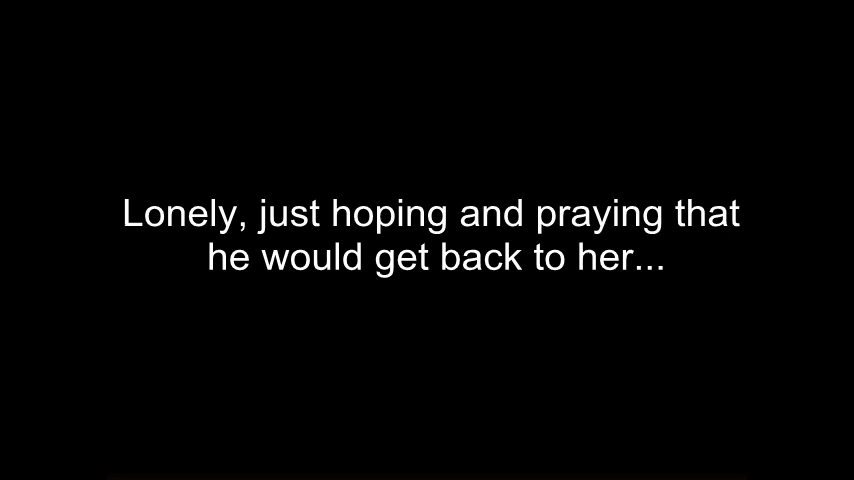 Lonely, just hoping and praying that
he would get back to her...